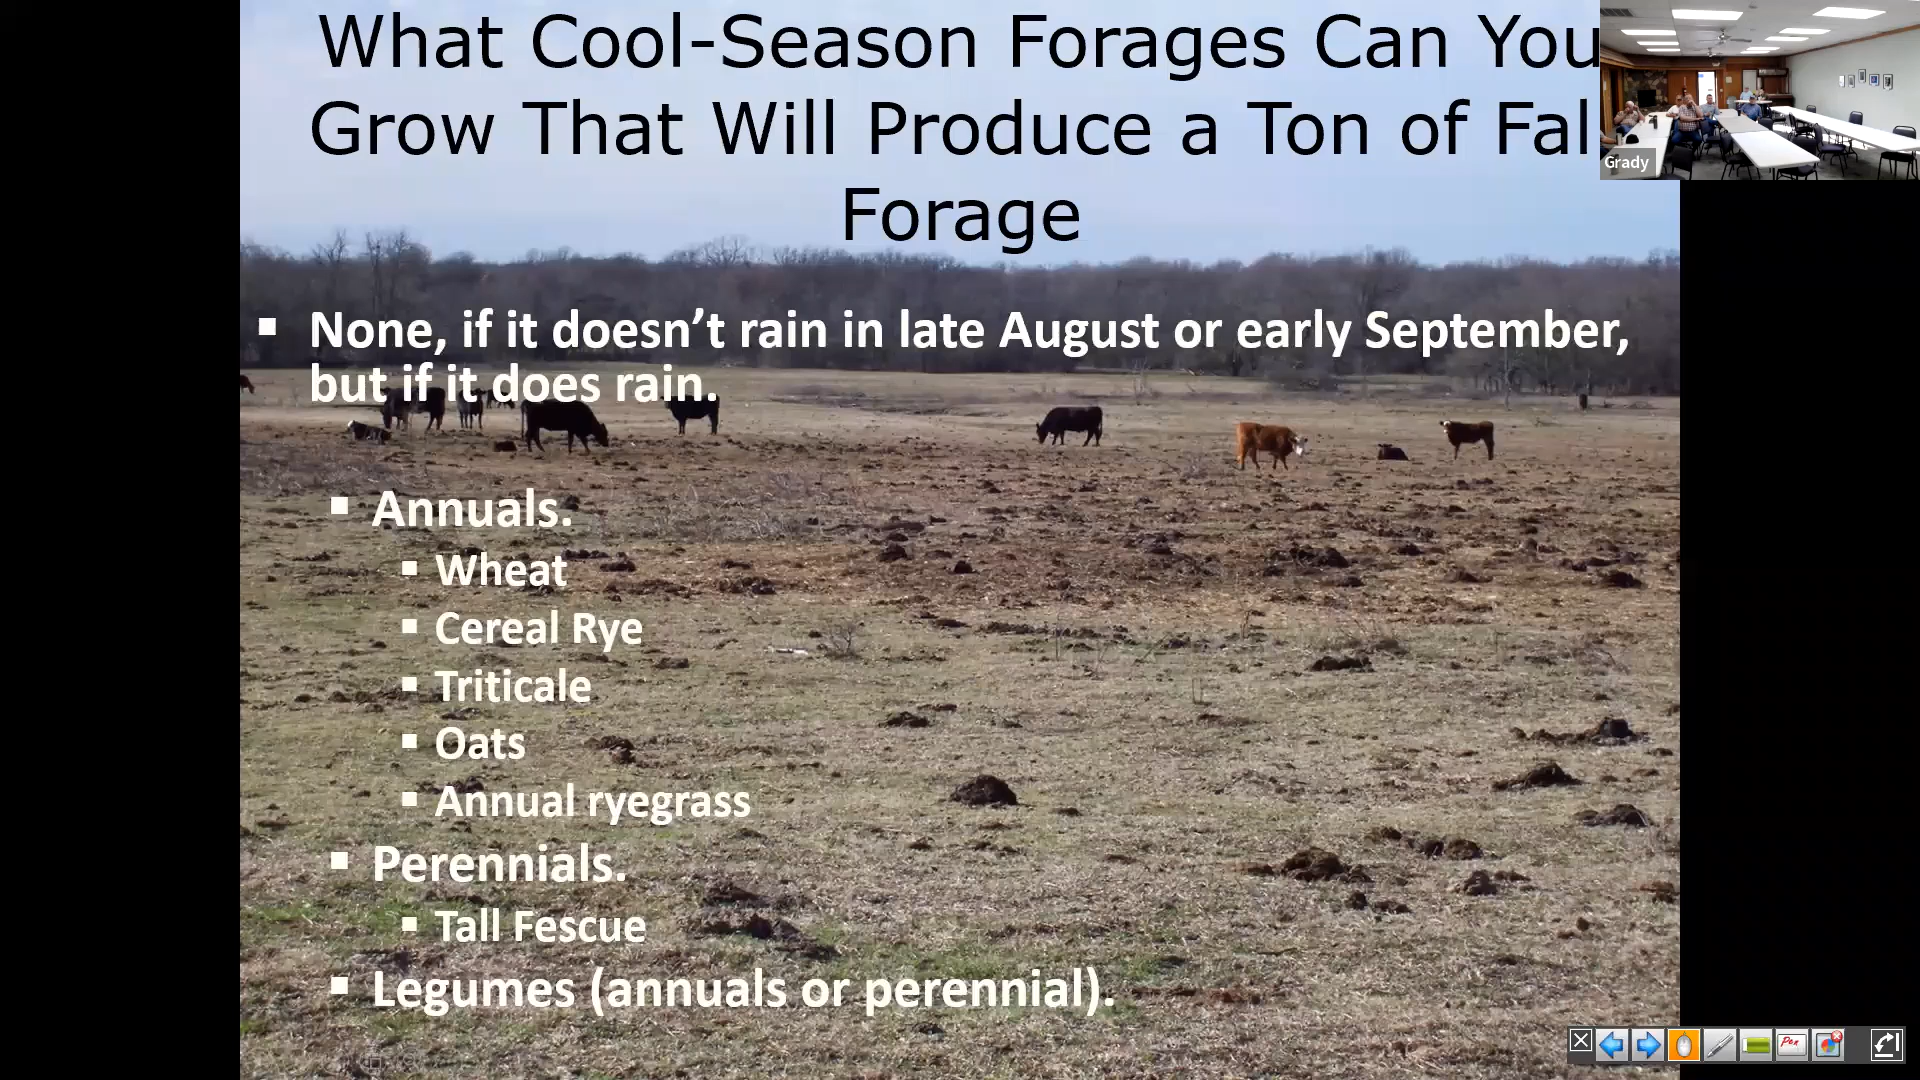 What Cool-Season Forages Can You
Grow That Will Produce a Ton of Fal
Forage
Grady
▪ None, if it doesn’t rain in late August or early September,
but if it does rain.
▪ Annuals.
▪ Wheat
▪ Cereal Rye
▪ Triticale
▪ Oats
▪ Annual ryegrass
▪ Perennials.
▪ Tall Fescue
▪ Legumes (annuals or perennial).
Pen